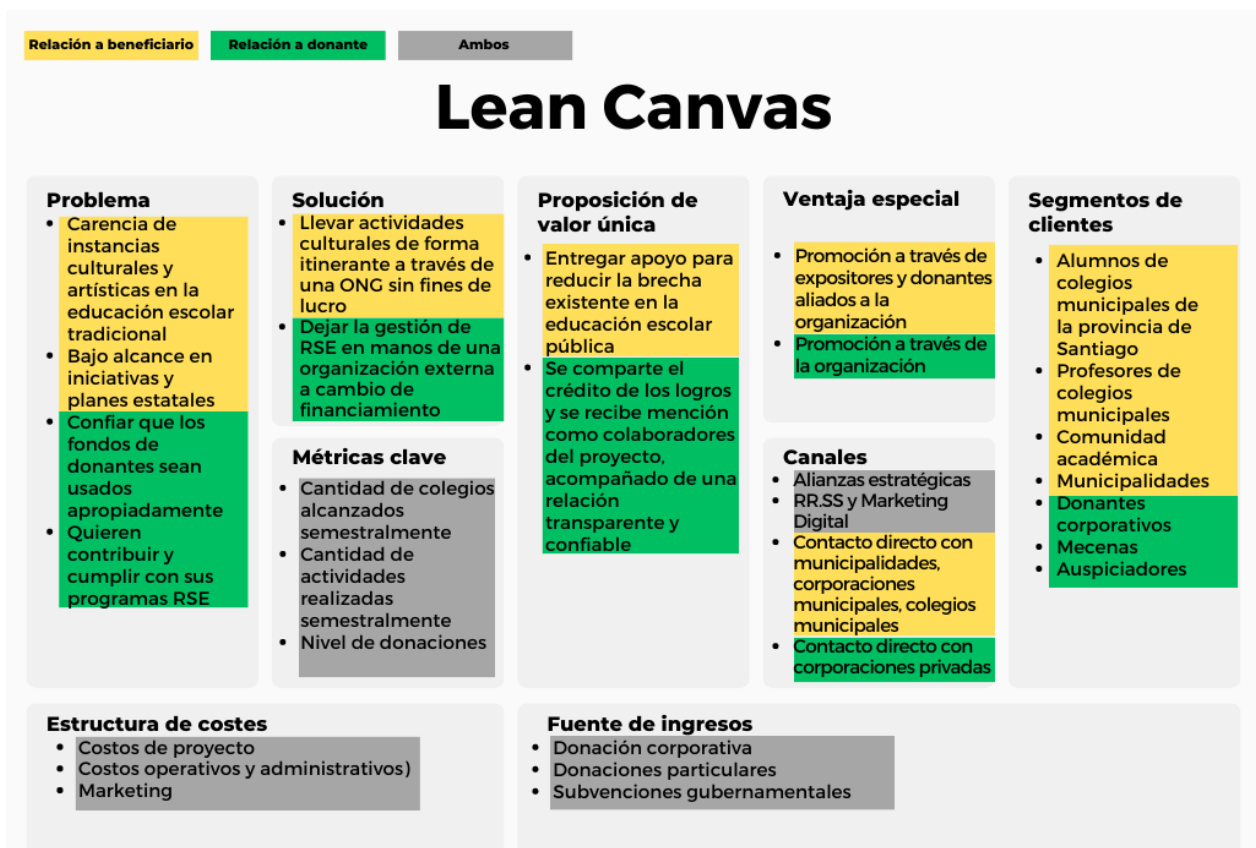 Relación a beneficiario
Relación a donante
Ambos
Lean Canvas
Problema
• Carencia de
instancias
culturales y
artísticas en la
educación escolar
tradicional
• Bajo alcance en
iniciativas y
planes estatales
• Confiar que los
fondos de
donantes sean
usados
apropiadamente
• Quieren
contribuir y
cumplir con sus
programas RSE
Solución
• Llevar actividades
culturales de forma
itinerante a través de
una ONG sin fines de
lucro
• Dejar la gestión de
RSE en manos de una
organización externa
a cambio de
financiamiento
Métricas clave
• Cantidad de colegios
alcanzados
semestralmente
• Cantidad de
actividades
realizadas
semestralmente
• Nivel de donaciones
Proposición de
valor única
• Entregar apoyo para
reducir la brecha
existente en la
educación escolar
pública
• Se comparte el
crédito de los logros
y se recibe mención
como colaboradores
del proyecto,
acompañado de una
relación
transparente y
confiable
Ventaja especial
• Promoción a través de
expositores y donantes
aliados a la
organización
• Promoción a través de
la organización
Canales
• Alianzas estratégicas
• RR.SS y Marketing
Digital
• Contacto directo con
municipalidades,
corporaciones
municipales, colegios
municipales
• Contacto directo con
corporaciones privadas
Segmentos de
clientes
• Alumnos de
colegios
municipales de
la provincia de
Santiago
• Profesores de
colegios
municipales
• Comunidad
académica
• Municipalidades
• Donantes
corporativos
• Mecenas
• Auspiciadores
Estructura de costes
• Costos de proyecto
• Costos operativos y administrativos)
• Marketing
Fuente de ingresos
• Donación corporativa
• Donaciones particulares
• Subvenciones gubernamentales